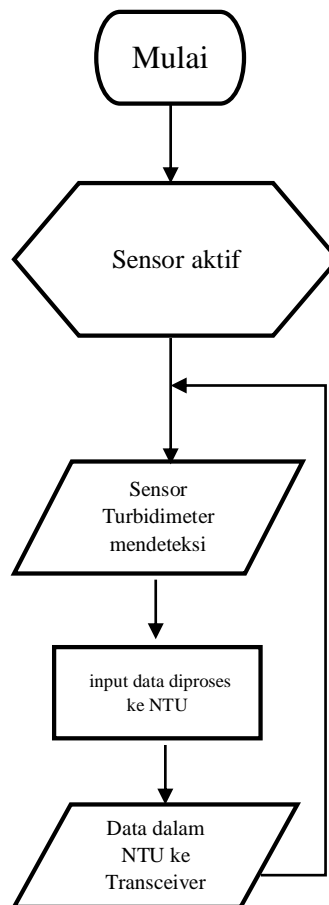 Mulai
Sensor aktif
Sensor
Turbidimeter
mendeteksi
input data diproses
ke NTU
Data dalam
NTU ke
Transceiver